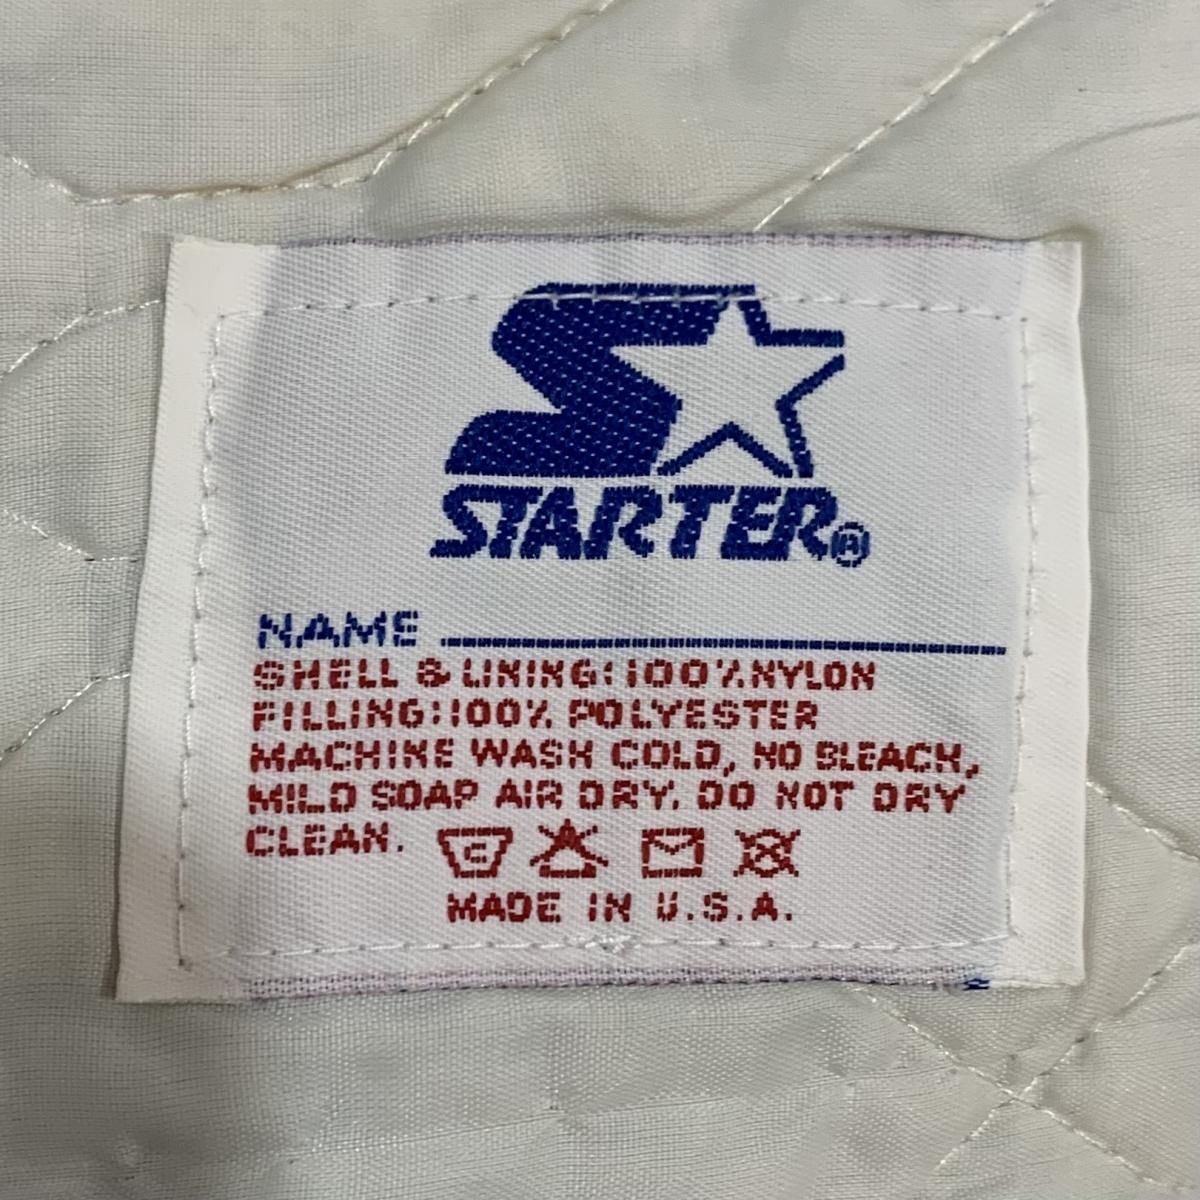 STARTER®
NAME
SHELL & LINING:100%NYLON
FILLING:100% POLYESTER
MACHINE WASH COLD, NO BLEACH,
MILD SOAP AIR DRY. DO NOT DRY
CLEAN.
MADE IN U.S.A.